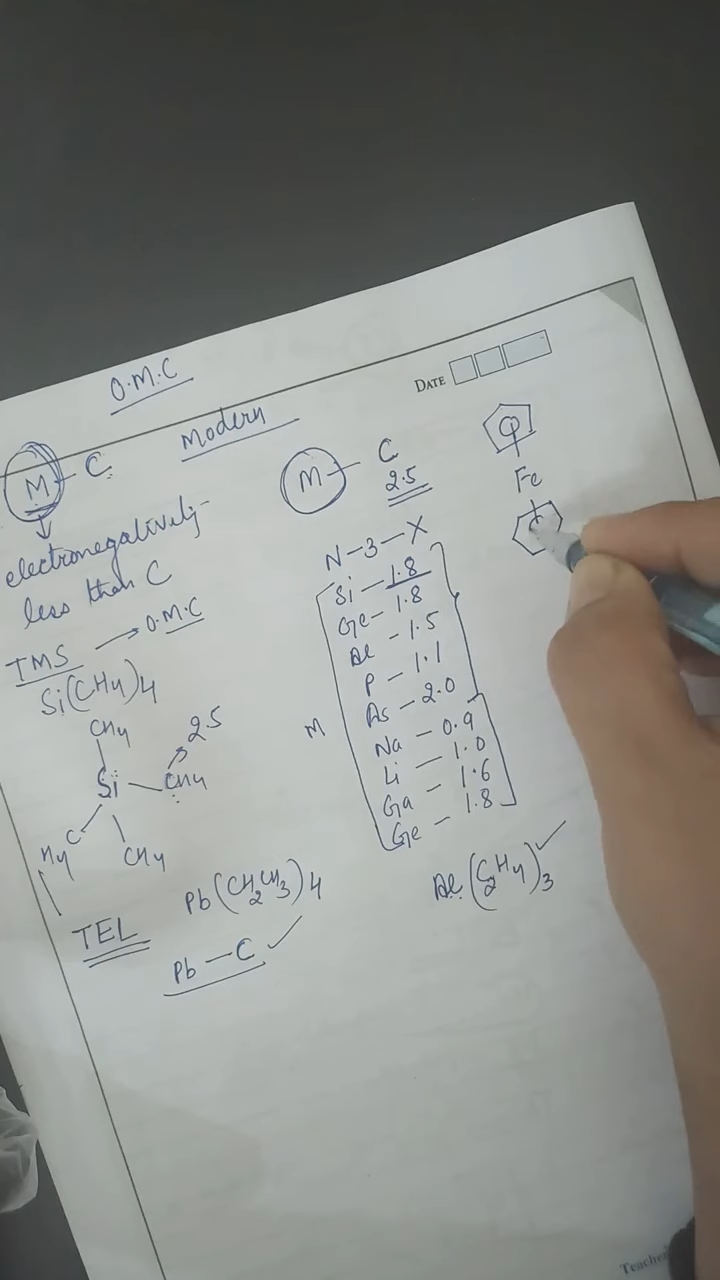 O.M.C
DATE
Modern
M - C
electronegativity
less than C
TMS → O.M.C
Si(CH4)4
CH4
2.5
Si - CH4
H4C
CH4
TEL
Pb(CH2CH3)4
Pb - C ✓
M - C
2.5
N - 3 - X
Si - 1.8
Ge - 1.8
Al - 1.5
P - 1.1
As - 2.0
Na - 0.9
Li - 1.0
Ga - 1.6
Ge - 1.8
M
Al(C2H4)3 ✓
Fe
Teacher